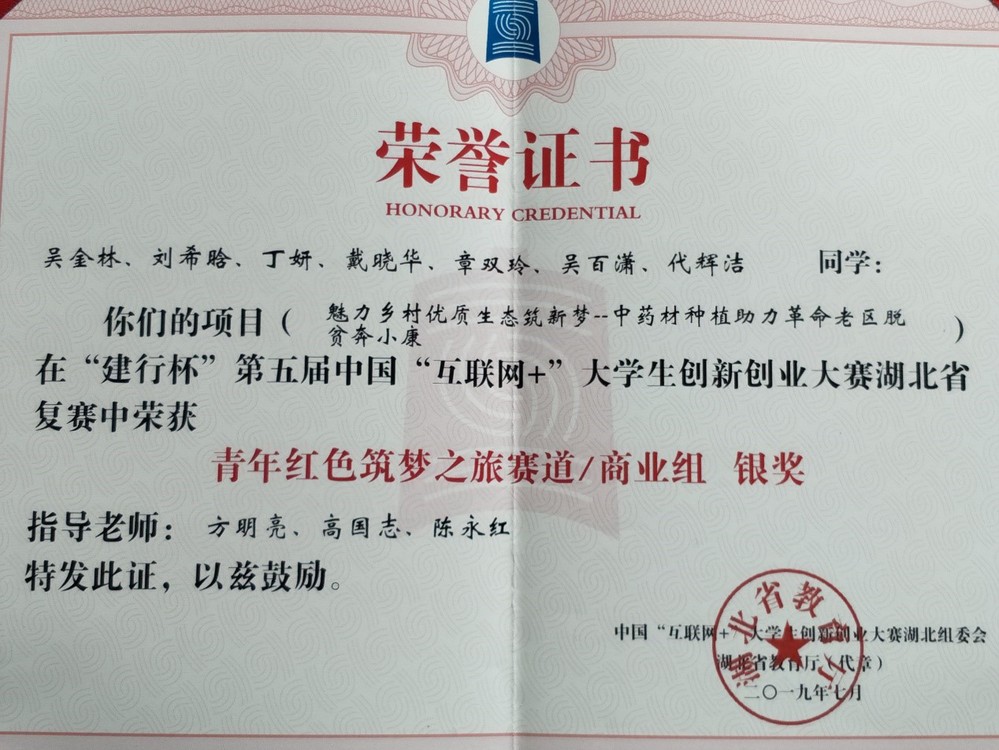 荣誉证书
HONORARY CREDENTIAL
吴金林、刘希晗、丁妍、戴晓华、章双玲、吴百潇、代辉洁 同学：
你们的项目（ 魅力乡村优质生态筑新梦--中药材种植助力革命老区脱
贫奔小康 ）
在“建行杯”第五届中国“互联网+”大学生创新创业大赛湖北省
复赛中荣获
青年红色筑梦之旅赛道/商业组 银奖
指导老师： 方明亮、高国志、陈永红
特发此证，以兹鼓励。
中国“互联网+”大学生创新创业大赛湖北组委会
湖北省教育厅（代章）
二〇一九年七月
湖北省教育厅